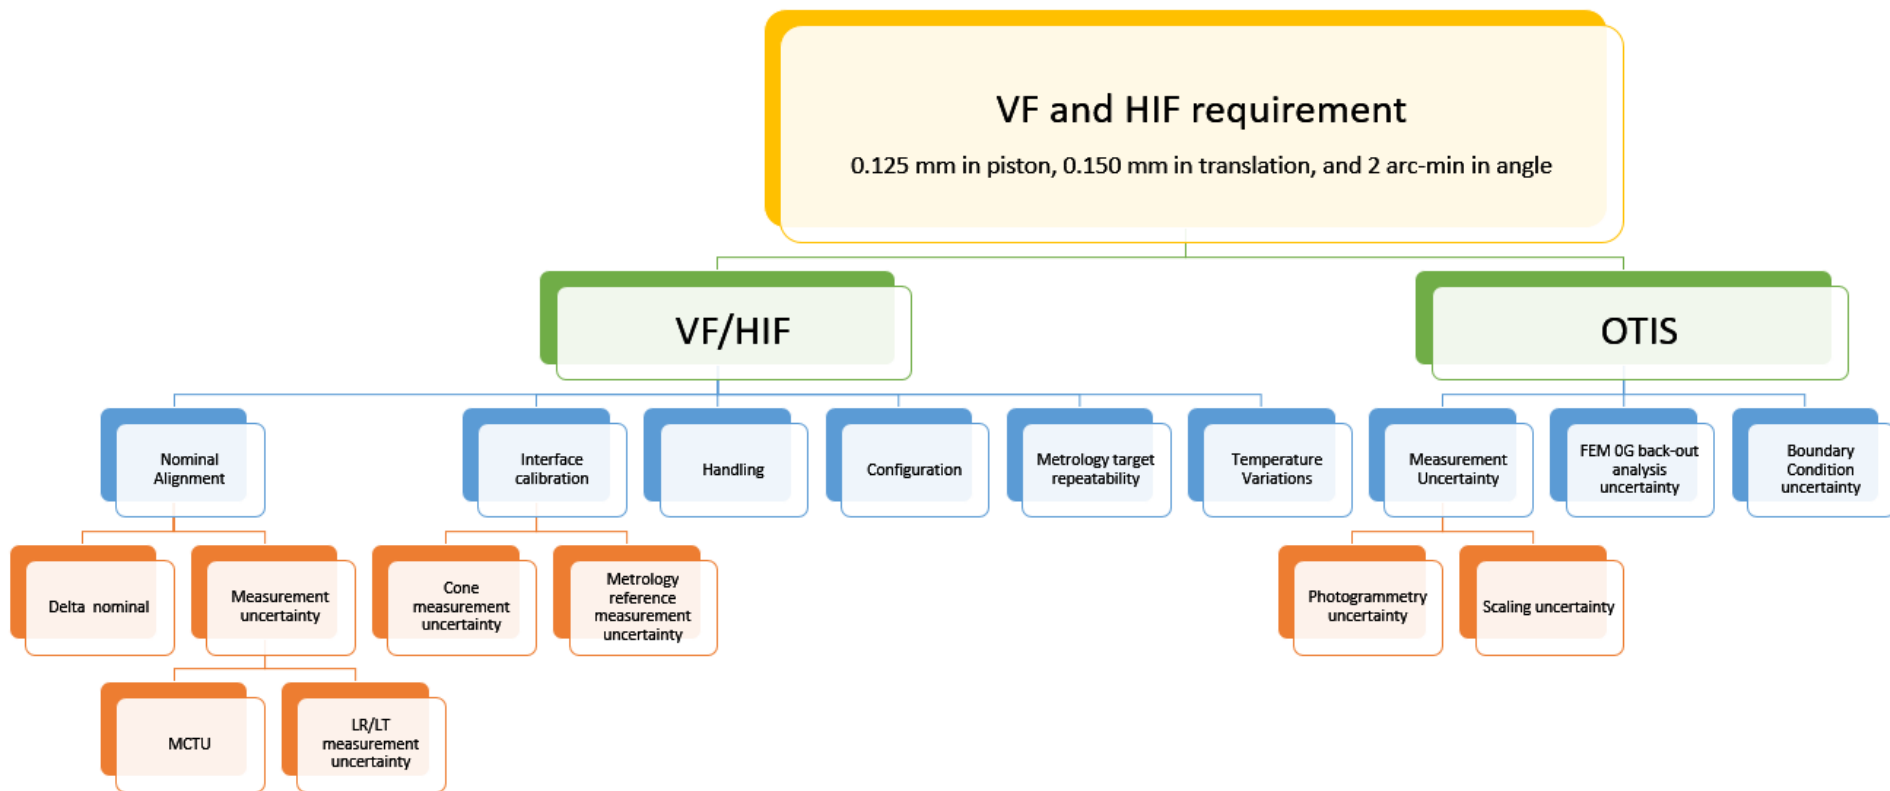 VF and HIF requirement
0.125 mm in piston, 0.150 mm in translation, and 2 arc-min in angle
VF/HIF
OTIS
Nominal
Alignment
Interface
calibration
Handling
Configuration
Metrology target
repeatability
Temperature
Variations
Measurement
Uncertainty
FEM 0G back-out
analysis
uncertainty
Boundary
Condition
uncertainty
Delta nominal
Measurement
uncertainty
Cone
measurement
uncertainty
Metrology
reference
measurement
uncertainty
Photogrammetry
uncertainty
Scaling uncertainty
MCTU
LR/LT
measurement
uncertainty